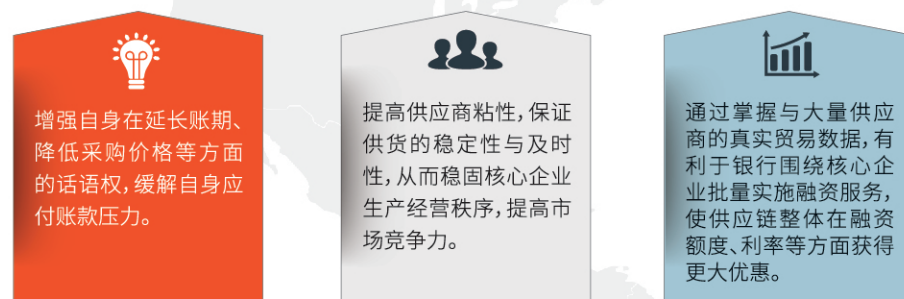 增强自身在延长账期、
降低采购价格等方面
的话语权,缓解自身应
付账款压力。
提高供应商粘性,保证
供货的稳定性与及时
性,从而稳固核心企业
生产经营秩序,提高市
场竞争力。
通过掌握与大量供应
商的真实贸易数据,有
利于银行围绕核心企
业批量实施融资服务,
使供应链整体在融资
额度、利率等方面获得
更大优惠。